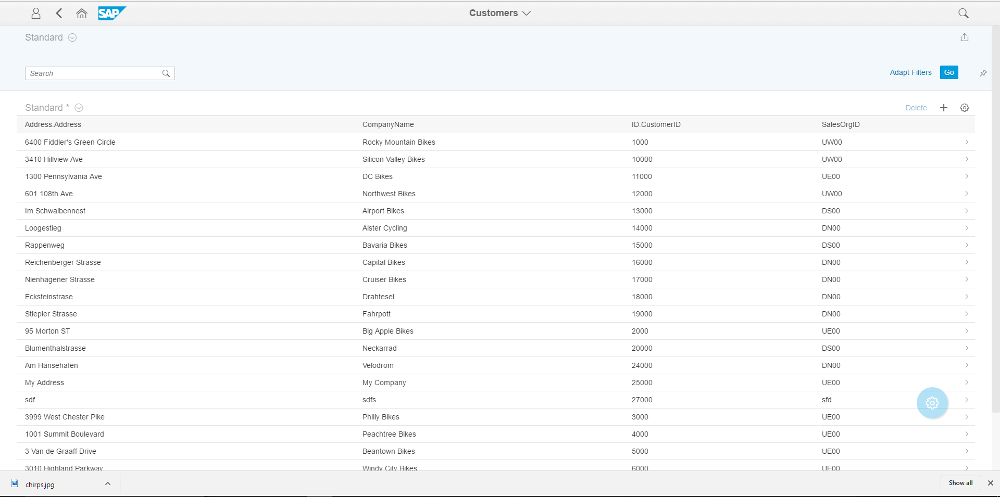 SAP Customers
Standard
Search
Adapt Filters Go
Standard * Delete
Address.Address CompanyName ID.CustomerID SalesOrgID
6400 Fiddler's Green Circle Rocky Mountain Bikes 1000 UW00
3410 Hillview Ave Silicon Valley Bikes 10000 UW00
1300 Pennsylvania Ave DC Bikes 11000 UE00
601 108th Ave Northwest Bikes 12000 UW00
Im Schwalbennest Airport Bikes 13000 DS00
Loogestieg Alster Cycling 14000 DN00
Rappenweg Bavaria Bikes 15000 DS00
Reichenberger Strasse Capital Bikes 16000 DN00
Nienhagener Strasse Cruiser Bikes 17000 DN00
Ecksteinstrase Drahtesel 18000 DN00
Stiepler Strasse Fahrpott 19000 DN00
95 Morton ST Big Apple Bikes 2000 UE00
Blumenthalstrasse Neckarrad 20000 DS00
Am Hansehafen Velodrom 24000 DN00
My Address My Company 25000 UE00
sdf sdfs 27000 sfd
3999 West Chester Pike Philly Bikes 3000 UE00
1001 Summit Boulevard Peachtree Bikes 4000 UE00
3 Van de Graaff Drive Beantown Bikes 5000 UE00
3010 Highland Parkway Windy City Bikes 6000 UE00
chirps.jpg Show all